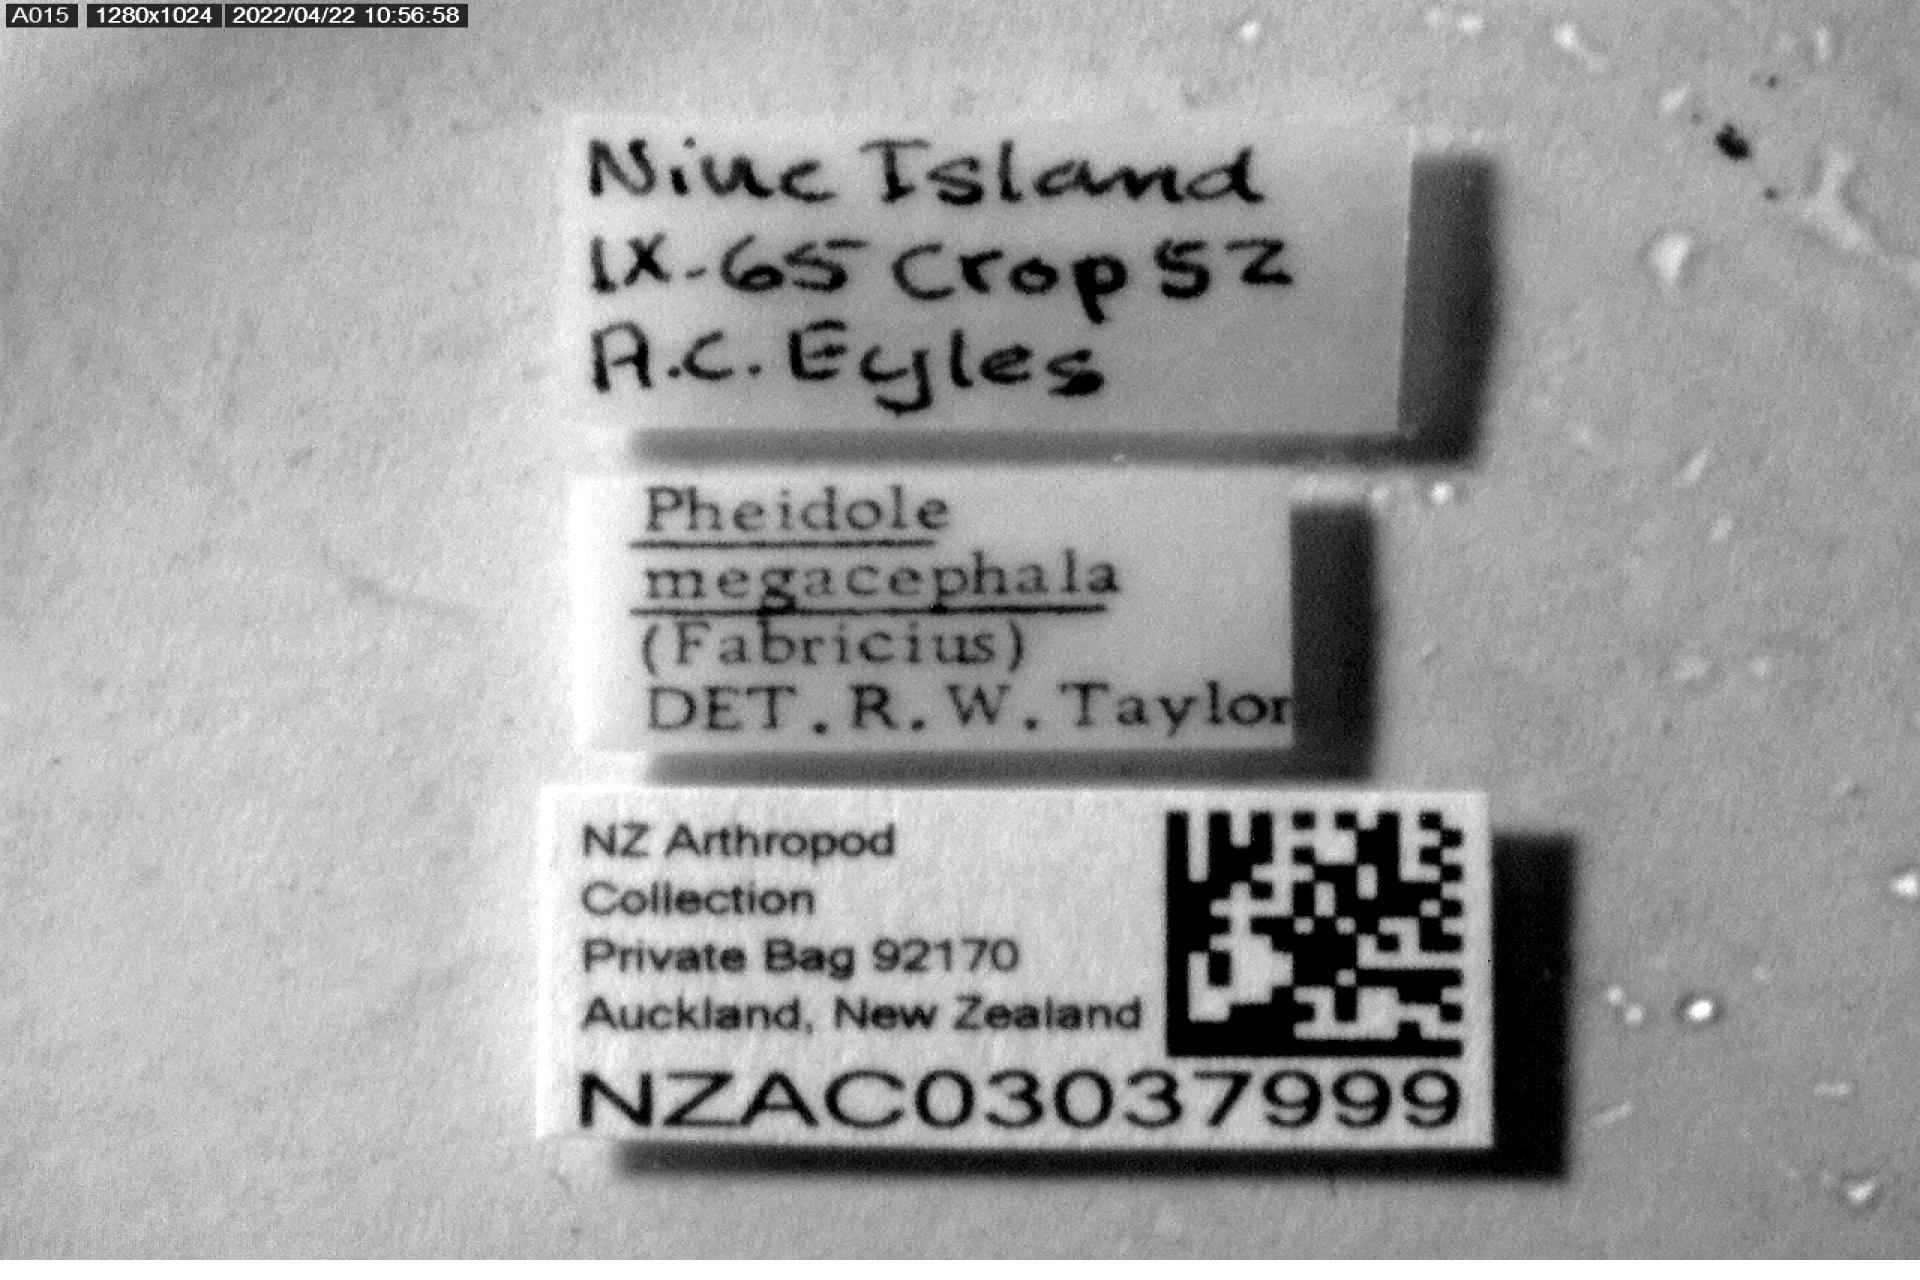 A015 1280x1024 2022/04/22 10:56:58
Niue Island
IX-65 Crop 52
A.C. Eyles
Pheidole
megacephala
(Fabricius)
DET. R. W. Taylor
NZ Arthropod
Collection
Private Bag 92170
Auckland, New Zealand
NZAC03037999